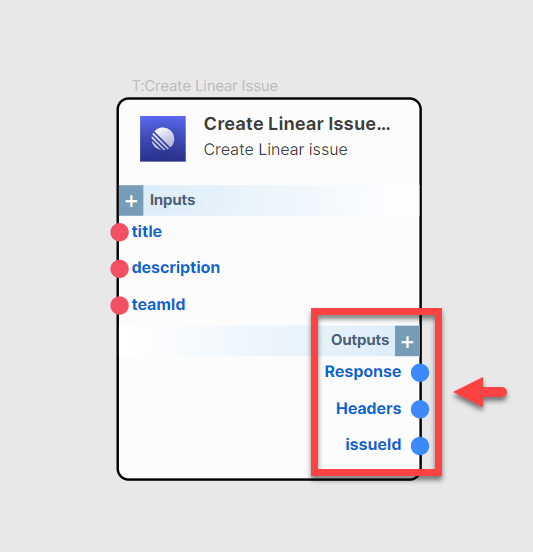 T:Create Linear Issue
Create Linear Issue...
Create Linear issue
+ Inputs
title
description
teamId
Outputs +
Response
Headers
issueId